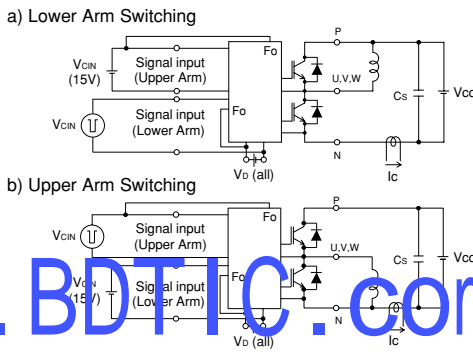 a) Lower Arm Switching
P
Fo
VCIN
(15V)
Signal input
(Upper Arm)
U,V,W
CS
Vcc
VCIN
Signal input
(Lower Arm)
Fo
N
VD (all)
Ic
b) Upper Arm Switching
P
Fo
VCIN
Signal input
(Upper Arm)
U,V,W
CS
Vcc
VCIN
(15V)
Signal input
(Lower Arm)
Fo
N
VD (all)
Ic
. BDTIC . com